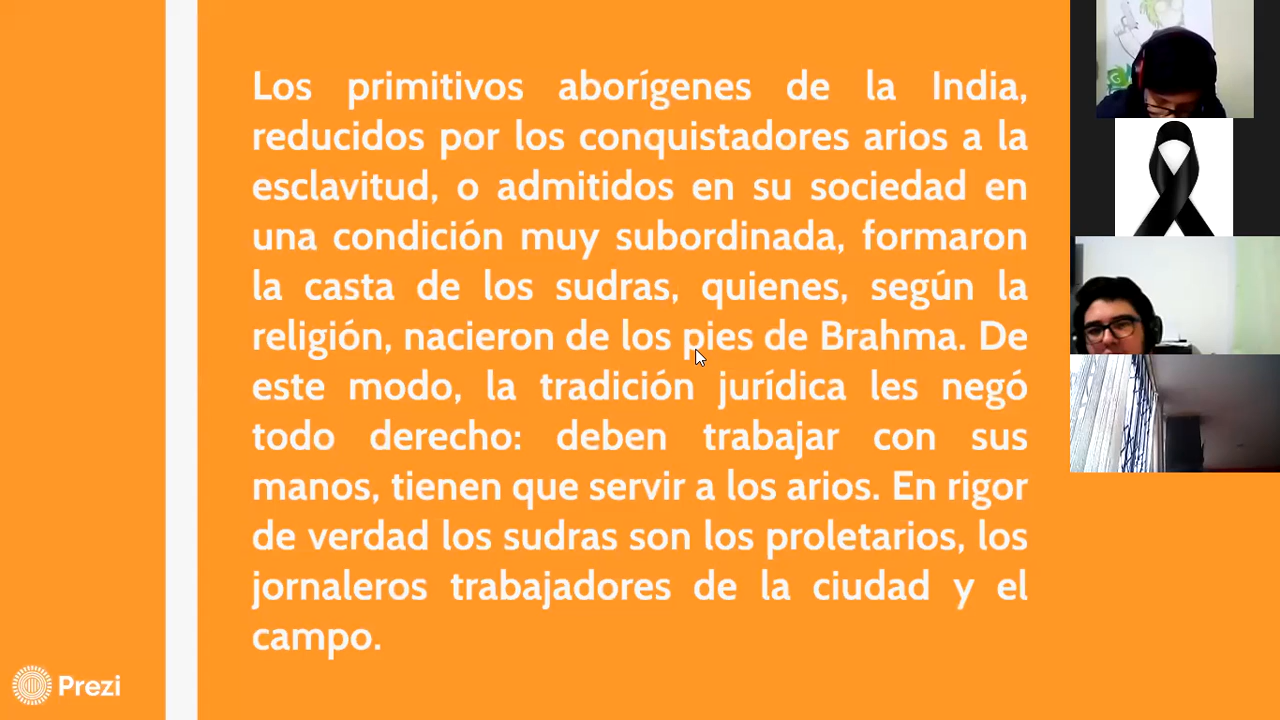 Los primitivos aborígenes de la India,
reducidos por los conquistadores arios a la
esclavitud, o admitidos en su sociedad en
una condición muy subordinada, formaron
la casta de los sudras, quienes, según la
religión, nacieron de los pies de Brahma. De
este modo, la tradición jurídica les negó
todo derecho: deben trabajar con sus
manos, tienen que servir a los arios. En rigor
de verdad los sudras son los proletarios, los
jornaleros trabajadores de la ciudad y el
campo.
Prezi
G